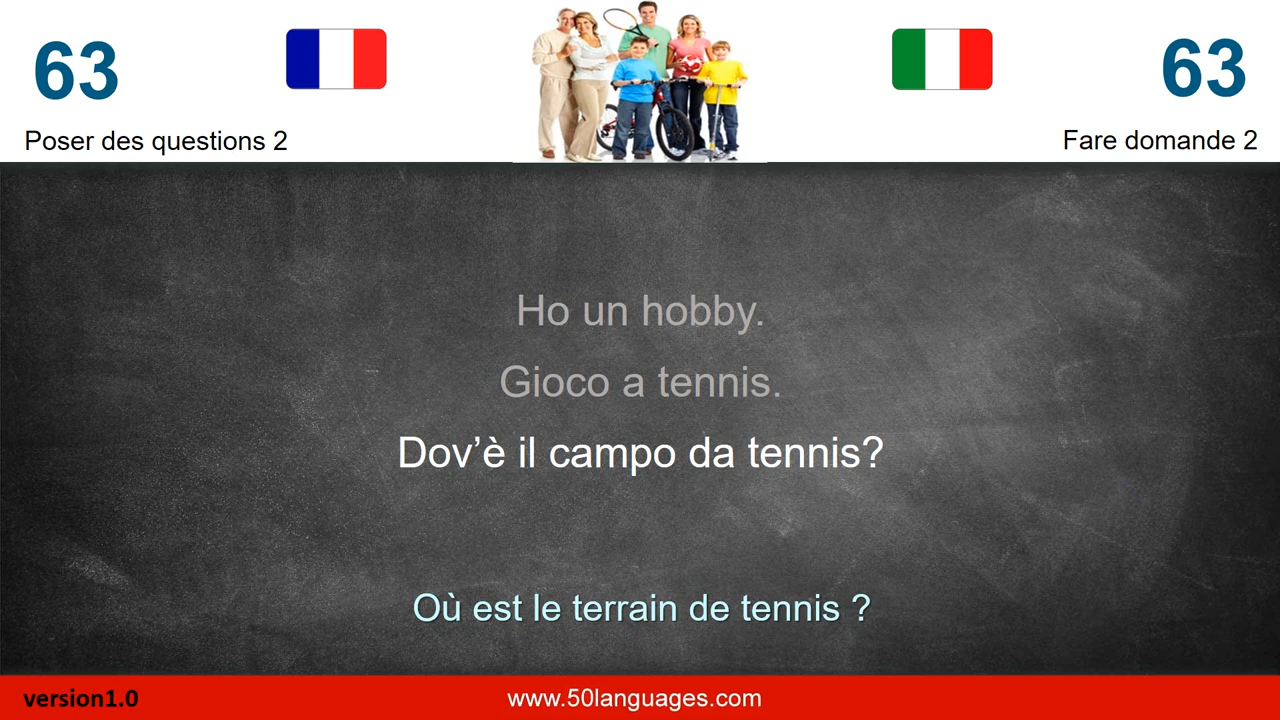 63
63
Poser des questions 2
Fare domande 2
Ho un hobby.
Gioco a tennis.
Dov’è il campo da tennis?
Où est le terrain de tennis ?
version1.0
www.50languages.com